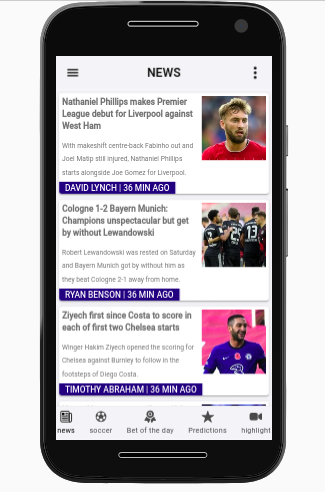 NEWS
Nathaniel Phillips makes Premier
League debut for Liverpool against
West Ham
With makeshift centre-back Fabinho out and
Joel Matip still injured, Nathaniel Phillips
starts alongside Joe Gomez for Liverpool.
DAVID LYNCH | 36 MIN AGO
Cologne 1-2 Bayern Munich:
Champions unspectacular but get
by without Lewandowski
Robert Lewandowski was rested on Saturday
and Bayern Munich got by without him as
they beat Cologne 2-1 away from home.
RYAN BENSON | 36 MIN AGO
Ziyech first since Costa to score in
each of first two Chelsea starts
Winger Hakim Ziyech opened the scoring for
Chelsea against Burnley to follow in the
footsteps of Diego Costa.
TIMOTHY ABRAHAM | 36 MIN AGO
news soccer Bet of the day Predictions highlight